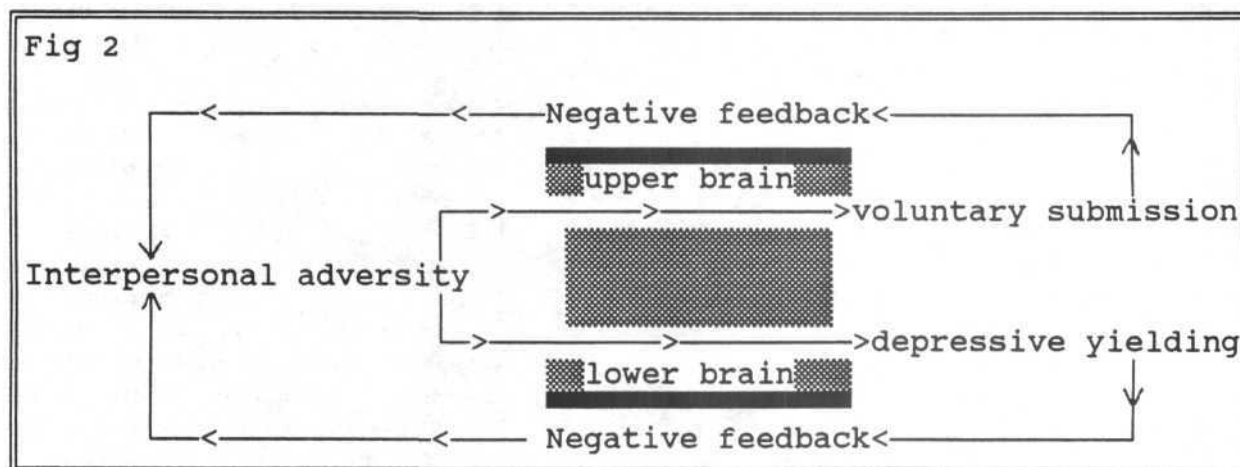 Fig 2
Negative feedback
upper brain
voluntary submission
Interpersonal adversity
depressive yielding
lower brain
Negative feedback